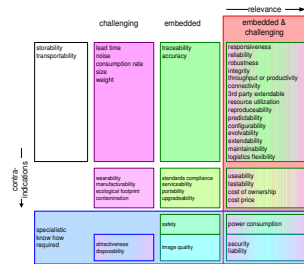 relevance
challenging
embedded
embedded &
challenging
storability
transportability
lead time
noise
consumption rate
size
weight
traceability
accuracy
responsiveness
reliability
robustness
integrity
throughput or productivity
connectivity
3rd party extendable
resource utilization
reproduceability
predictability
configurability
evolvability
extendability
maintainability
logistics flexibility
contra-
indications
wearability
manufacturability
ecological footprint
contamination
standards compliance
serviceability
portability
upgradeability
useability
testability
cost of ownership
cost price
specialistic
know how
required
safety
power consumption
attractiveness
disposability
image quality
security
liability